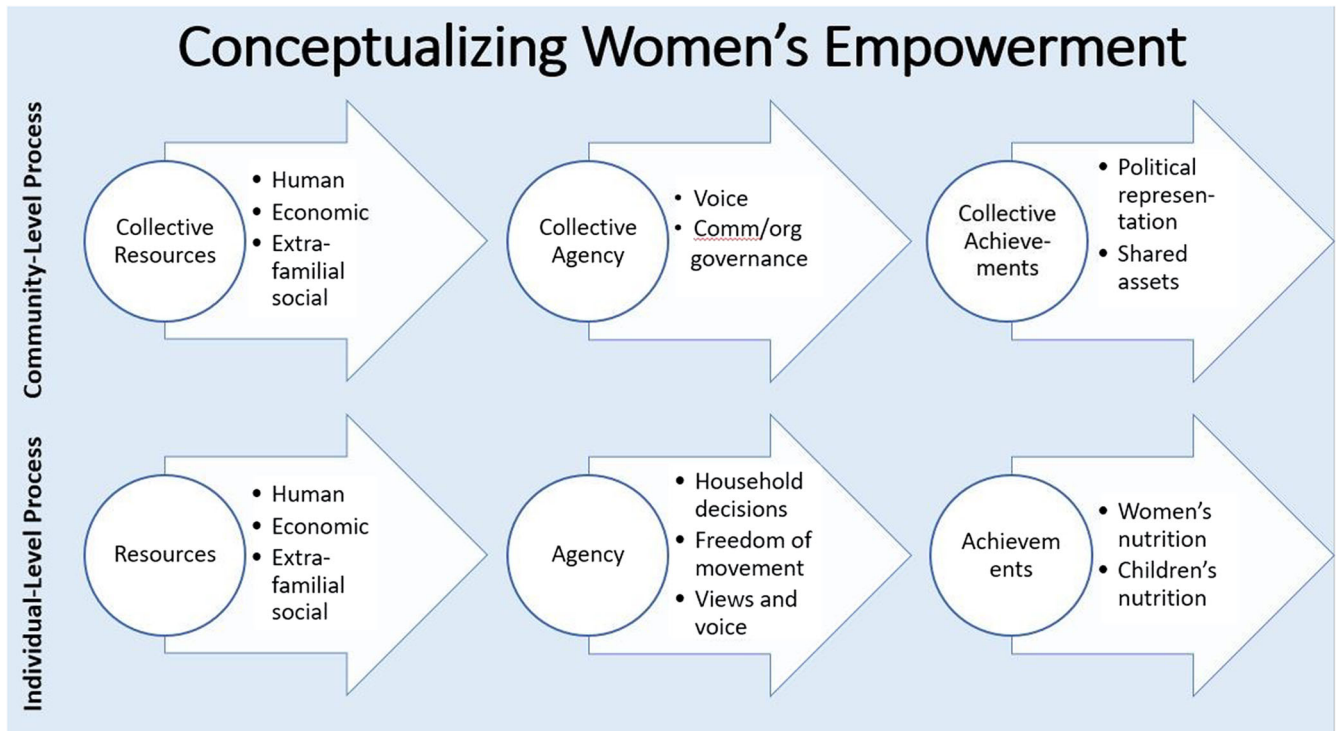 Conceptualizing Women's Empowerment
Community-Level Process
Collective
Resources
• Human
• Economic
• Extra-
familial
social
Collective
Agency
• Voice
• Comm/org
governance
Collective
Achieve-
ments
• Political
represen-
tation
• Shared
assets
Individual-Level Process
Resources
• Human
• Economic
• Extra-
familial
social
Agency
• Household
decisions
• Freedom of
movement
• Views and
voice
Achievem
ents
• Women's
nutrition
• Children's
nutrition